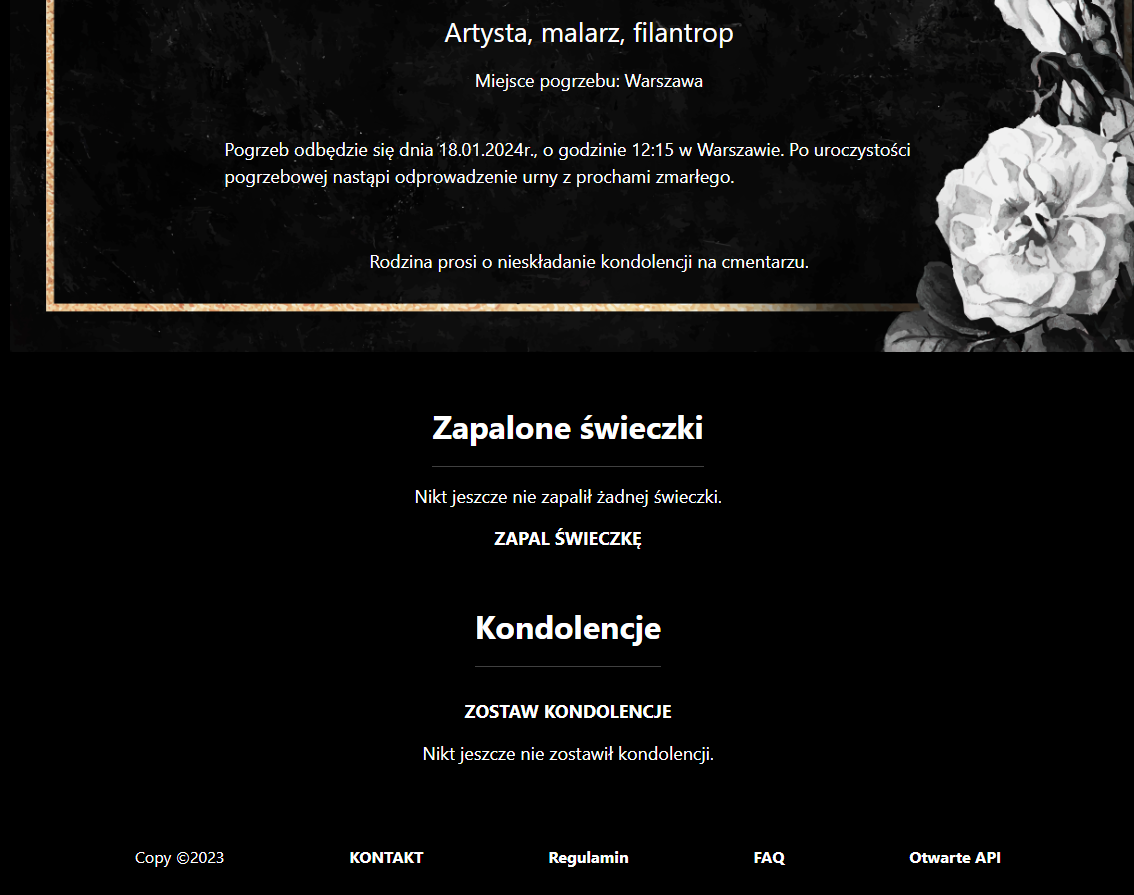 Artysta, malarz, filantrop
Miejsce pogrzebu: Warszawa
Pogrzeb odbędzie się dnia 18.01.2024r., o godzinie 12:15 w Warszawie. Po uroczystości
pogrzebowej nastąpi odprowadzenie urny z prochami zmarłego.
Rodzina prosi o nieskładanie kondolencji na cmentarzu.
Zapalone świeczki
Nikt jeszcze nie zapalił żadnej świeczki.
ZAPAL ŚWIECZKĘ
Kondolencje
ZOSTAW KONDOLENCJE
Nikt jeszcze nie zostawił kondolencji.
Copy ©2023 KONTAKT Regulamin FAQ Otwarte API